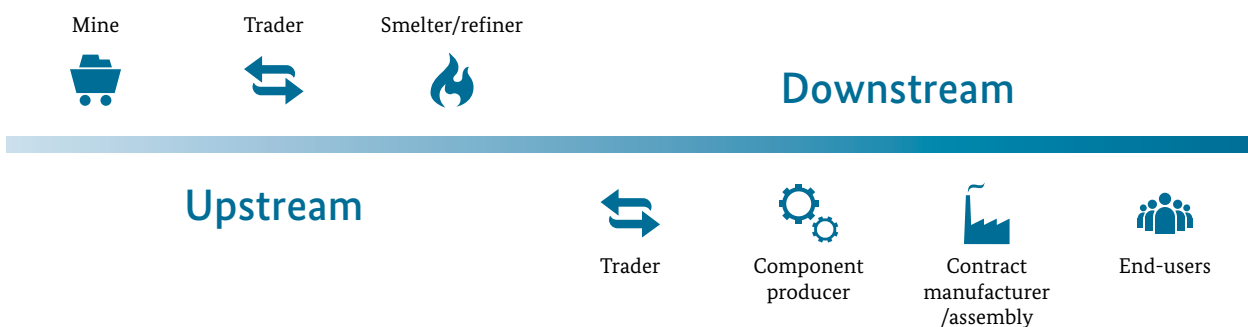 Mine
Trader
Smelter/refiner
Downstream
Upstream
Trader
Component
producer
Contract
manufacturer
/assembly
End-users